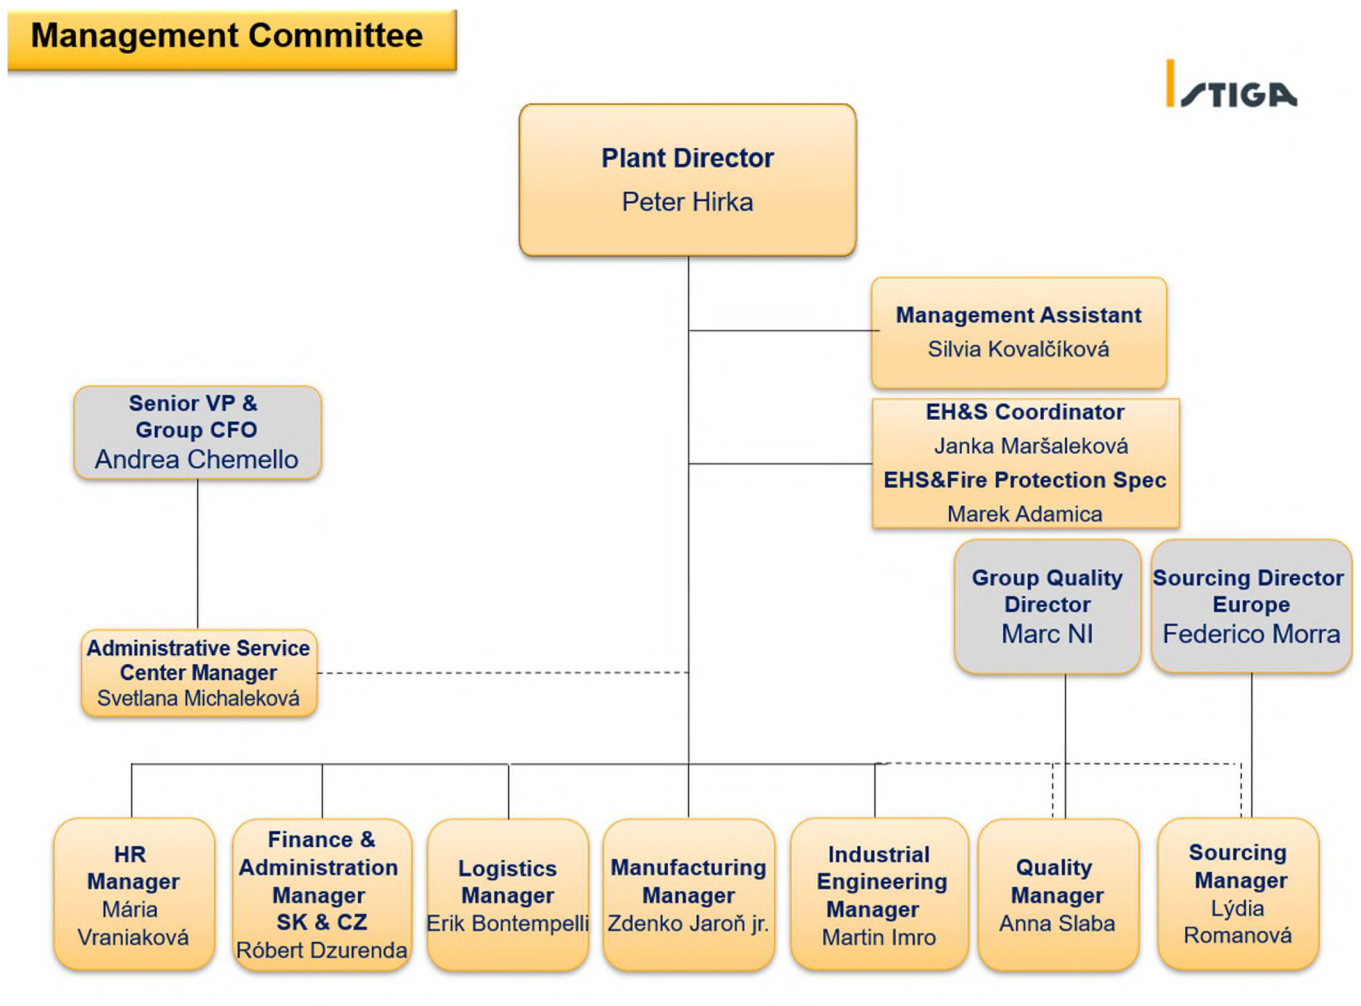 Management Committee
STIGA
Plant Director
Peter Hirka
Management Assistant
Silvia Kovalčíková
EH&S Coordinator
Janka Maršaleková
EHS&Fire Protection Spec
Marek Adamica
Senior VP &
Group CFO
Andrea Chemello
Group Quality
Director
Marc NI
Sourcing Director
Europe
Federico Morra
Administrative Service
Center Manager
Svetlana Michaleková
HR
Manager
Mária
Vraniaková
Finance &
Administration
Manager
SK & CZ
Róbert Dzurenda
Logistics
Manager
Erik Bontempelli
Manufacturing
Manager
Zdenko Jaroň jr.
Industrial
Engineering
Manager
Martin Imro
Quality
Manager
Anna Slaba
Sourcing
Manager
Lýdia
Romanová